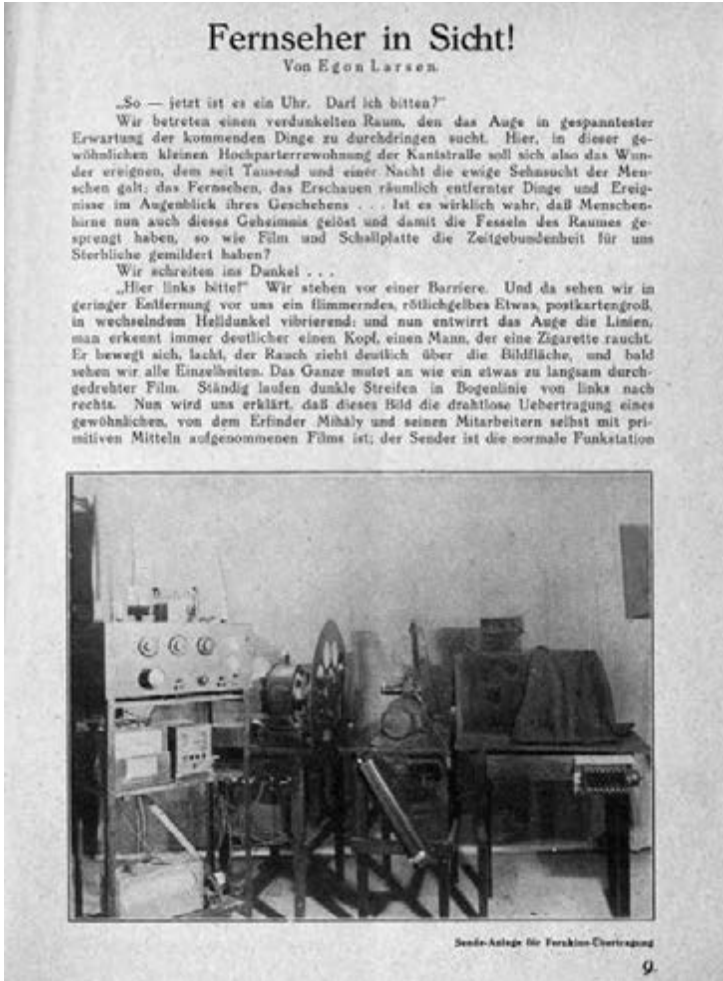 Fernseher in Sicht!
Von Egon Larsen.
„So — jetzt ist es ein Uhr. Darf ich bitten?"
Wir betreten einen verdunkelten Raum, den das Auge in gespanntester
Erwartung der kommenden Dinge zu durchdringen sucht. Hier, in dieser ge-
wöhnlichen kleinen Hochparterrewohnung der Kantstraße soll sich also das Wun-
der ereignen, dem seit Tausend und einer Nacht die ewige Sehnsucht der Men-
schen galt: das Fernsehen, das Erschauen räumlich entfernter Dinge und Ereig-
nisse im Augenblick ihres Geschehens . . . Ist es wirklich wahr, daß Menschen-
hirne nun auch dieses Geheimnis gelöst und damit die Fesseln des Raumes ge-
sprengt haben, so wie Film und Schallplatte die Zeitgebundenheit für uns
Sterbliche gemildert haben?
Wir schreiten ins Dunkel . . .
„Hier links bitte!" Wir stehen vor einer Barriere. Und da sehen wir in
geringer Entfernung vor uns ein flimmerndes, rötlichgelbes Etwas, postkartengroß,
in wechselndem Helldunkel vibrierend; und nun entwirrt das Auge die Linien,
man erkennt immer deutlicher einen Kopf, einen Mann, der eine Zigarette raucht.
Er bewegt sich, lacht, der Rauch zieht deutlich über die Bildfläche, und bald
sehen wir alle Einzelheiten. Das Ganze mutet an wie ein etwas zu langsam durch-
gedrehter Film. Ständig laufen dunkle Streifen in Bogenlinie von links nach
rechts. Nun wird uns erklärt, daß dieses Bild die drahtlose Uebertragung eines
gewöhnlichen, von dem Erfinder Mihály und seinen Mitarbeitern selbst mit pri-
mitiven Mitteln aufgenommenen Films ist; der Sender ist die normale Funkstation
Sende-Anlage für Fernkino-Übertragung
9